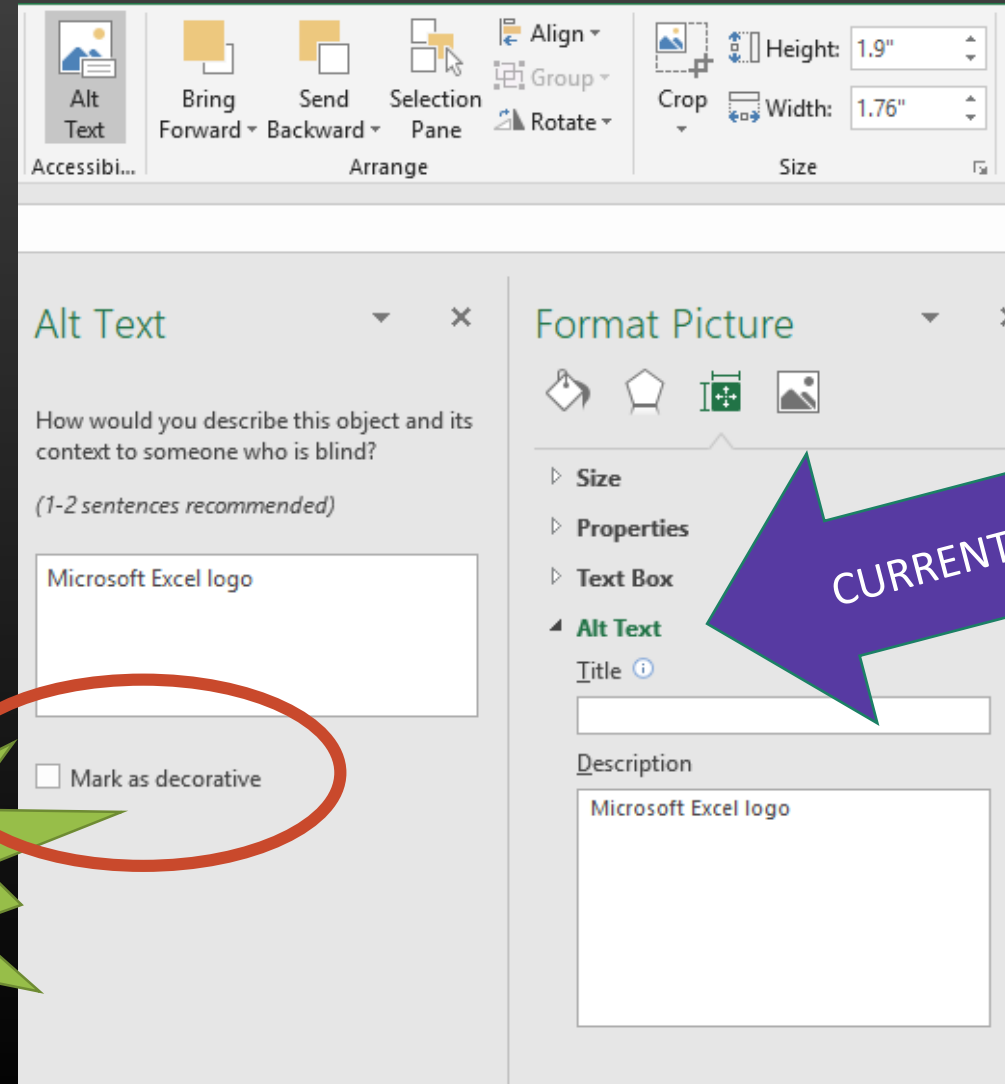 Align
Height: 1.9"
Group
Alt Text
Bring Forward
Send Backward
Selection Pane
Rotate
Crop
Width: 1.76"
Accessibi...
Arrange
Size
Alt Text
How would you describe this object and its
context to someone who is blind?
(1-2 sentences recommended)
Microsoft Excel logo
Mark as decorative
Format Picture
Size
Properties
Text Box
Alt Text
Title
Description
Microsoft Excel logo
CURRENT